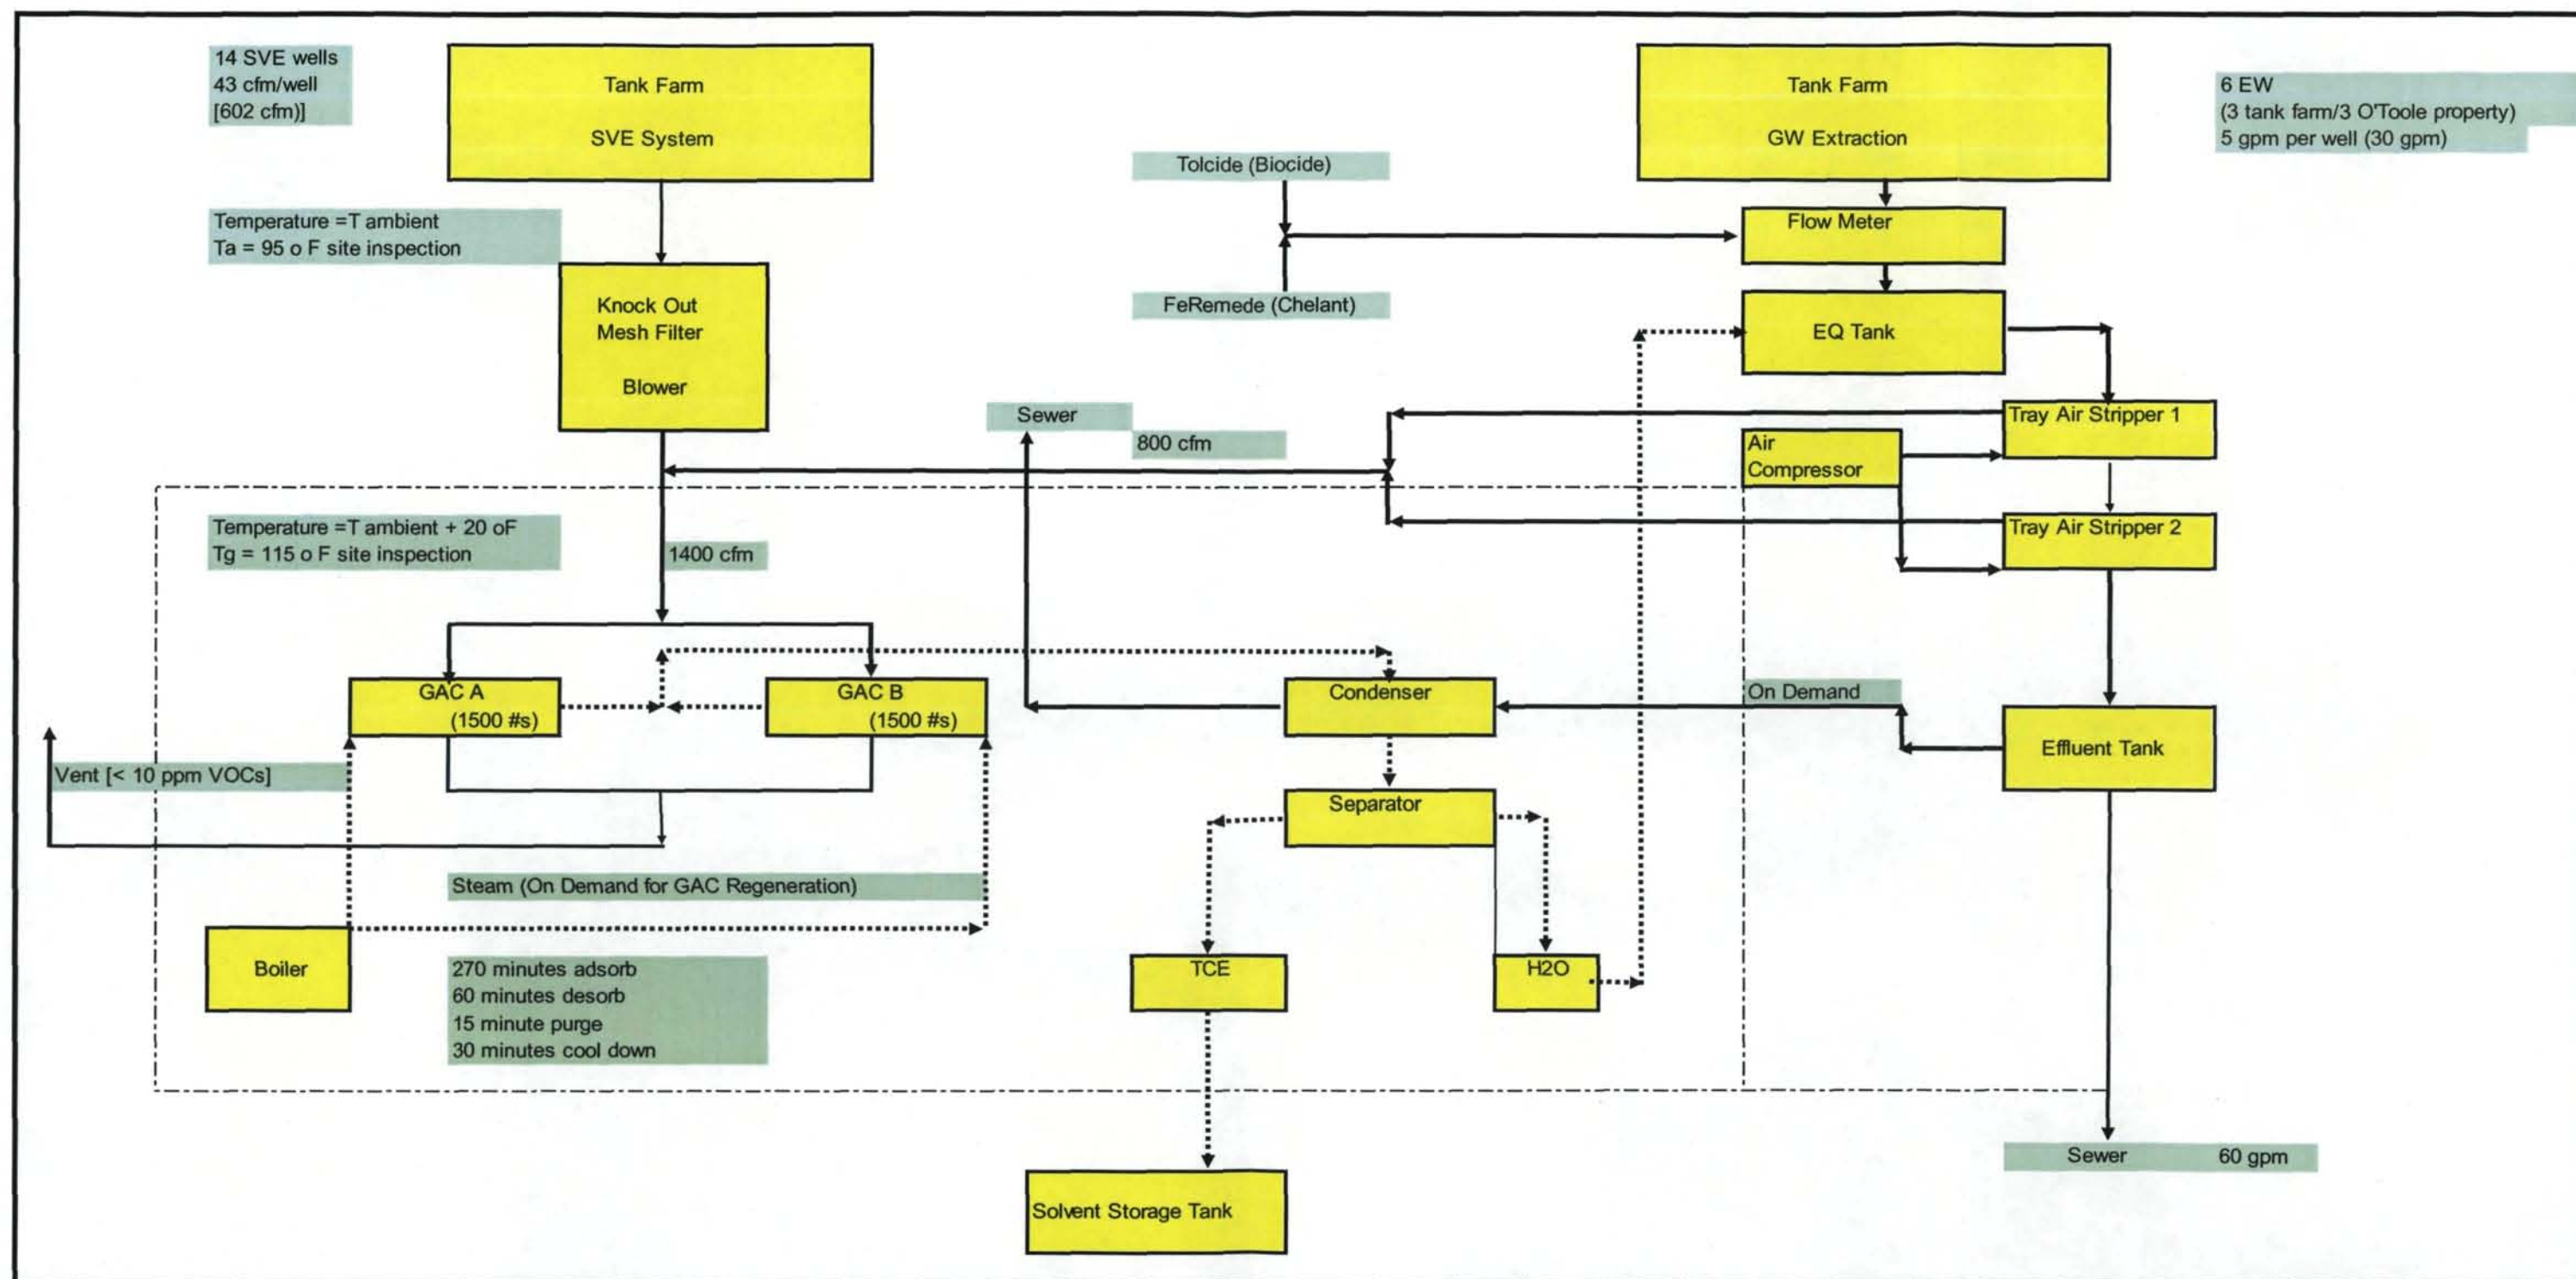 14 SVE wells
43 cfm/well
[602 cfm)]
Tank Farm
SVE System
Tank Farm
GW Extraction
6 EW
(3 tank farm/3 O'Toole property)
5 gpm per well (30 gpm)
Tolcide (Biocide)
FeRemede (Chelant)
Flow Meter
EQ Tank
Temperature =T ambient
Ta = 95 o F site inspection
Knock Out
Mesh Filter
Blower
Sewer
800 cfm
Air
Compressor
Tray Air Stripper 1
Tray Air Stripper 2
Temperature =T ambient + 20 oF
Tg = 115 o F site inspection
1400 cfm
GAC A
(1500 #s)
GAC B
(1500 #s)
Condenser
On Demand
Effluent Tank
Vent [< 10 ppm VOCs]
Separator
Steam (On Demand for GAC Regeneration)
Boiler
270 minutes adsorb
60 minutes desorb
15 minute purge
30 minutes cool down
TCE
H2O
Sewer 60 gpm
Solvent Storage Tank